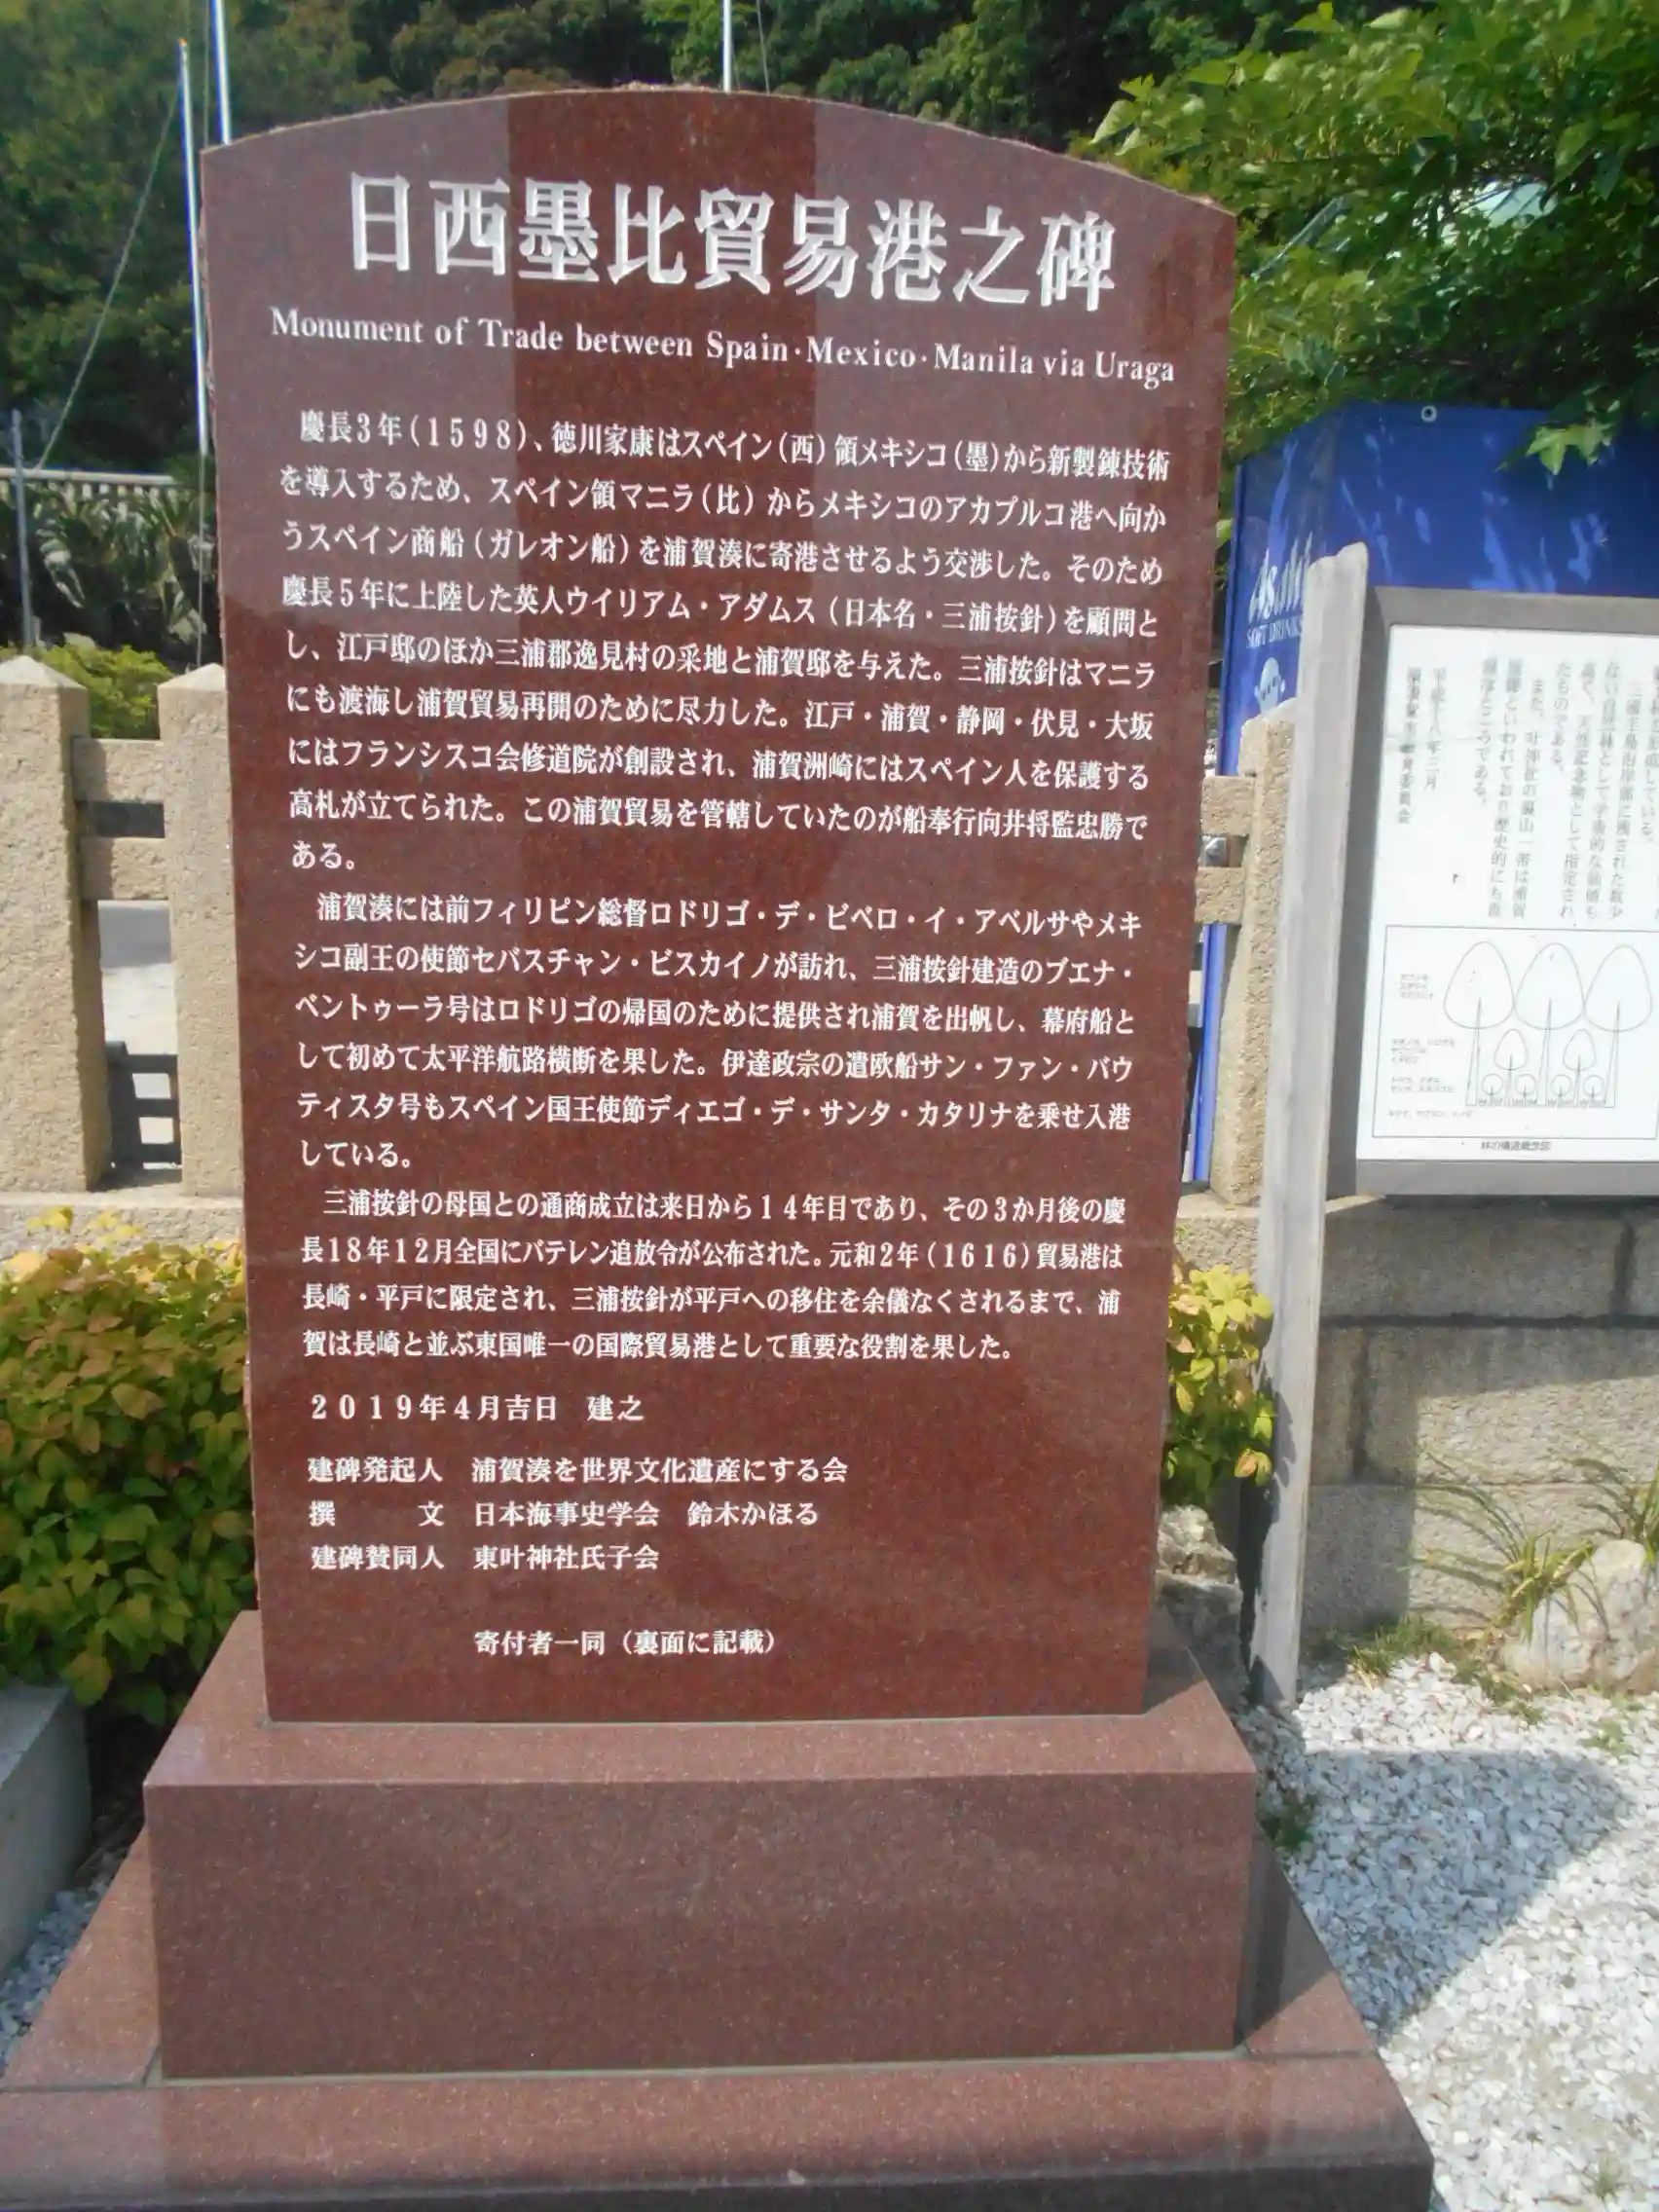 日西墨比貿易港之碑
Monument of Trade between Spain・Mexico・Manila via Uraga
慶長3年(1598)、徳川家康はスペイン(西)領メキシコ(墨)から新製錬技術
を導入するため、スペイン領マニラ(比)からメキシコのアカプルコ港へ向か
うスペイン商船(ガレオン船)を浦賀湊に寄港させるよう交渉した。そのため
慶長5年に上陸した英人ウイリアム・アダムス(日本名・三浦按針)を顧問と
し、江戸邸のほか三浦郡逸見村の采地と浦賀邸を与えた。三浦按針はマニラ
にも渡海し浦賀貿易再開のために尽力した。江戸・浦賀・静岡・伏見・大坂
にはフランシスコ会修道院が創設され、浦賀洲崎にはスペイン人を保護する
高札が立てられた。この浦賀貿易を管轄していたのが船奉行向井将監忠勝で
ある。
浦賀湊には前フィリピン総督ロドリゴ・デ・ビベロ・イ・アベルサやメキ
シコ副王の使節セバスチャン・ビスカイノが訪れ、三浦按針建造のブエナ・
ベントゥーラ号はロドリゴの帰国のために提供され浦賀を出帆し、幕府船と
して初めて太平洋航路横断を果した。伊達政宗の遣欧船サン・ファン・バウ
ティスタ号もスペイン国王使節ディエゴ・デ・サンタ・カタリナを乗せ入港
している。
三浦按針の母国との通商成立は来日から14年目であり、その3か月後の慶
長18年12月全国にバテレン追放令が公布された。元和2年(1616)貿易港は
長崎・平戸に限定され、三浦按針が平戸への移住を余儀なくされるまで、浦
賀は長崎と並ぶ東国唯一の国際貿易港として重要な役割を果した。
2019年4月吉日 建之
建碑発起人 浦賀湊を世界文化遺産にする会
撰 文 日本海事史学会 鈴木かほる
建碑賛同人 東叶神社氏子会
寄付者一同(裏面に記載)
Asahi
SOFT DRINKS
たものである。
林の構造概念図